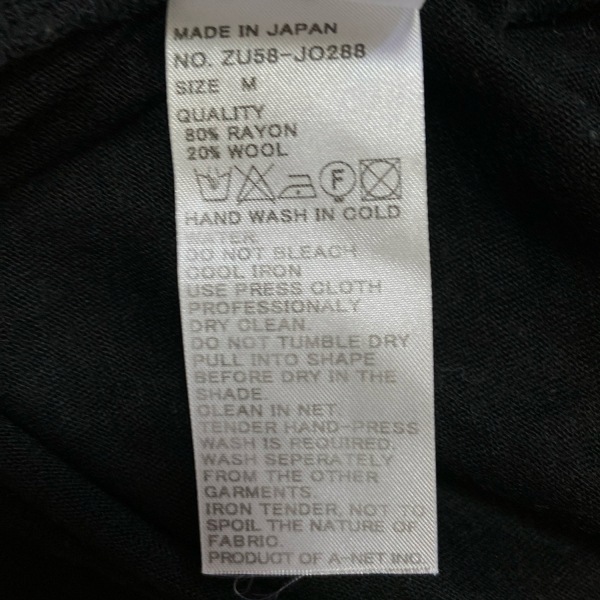 MADE IN JAPAN
NO. ZU58-JO288
SIZE M
QUALITY
80% RAYON
20% WOOL
F
HAND WASH IN COLD
WATER.
DO NOT BLEACH
COOL IRON
USE PRESS CLOTH
PROFESSIONALY
DRY CLEAN.
DO NOT TUMBLE DRY
PULL INTO SHAPE
BEFORE DRY IN THE
SHADE.
CLEAN IN NET.
TENDER HAND-PRESS
WASH IS REQUIRED.
WASH SEPERATELY
FROM THE OTHER
GARMENTS.
IRON TENDER, NOT TO
SPOIL THE NATURE OF
FABRIC.
PRODUCT OF A-NET INC.